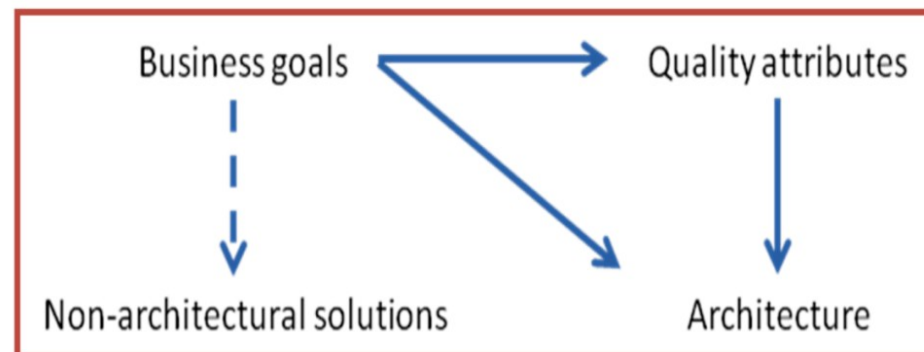 Business goals
Quality attributes
Non-architectural solutions
Architecture